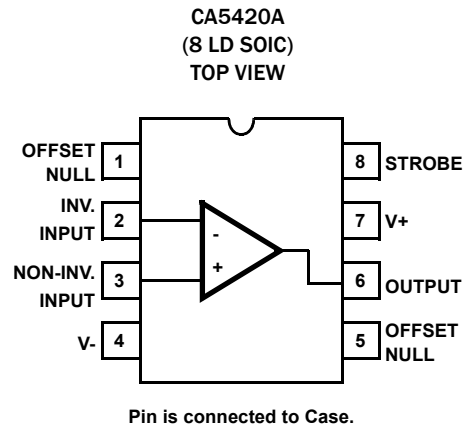 CA5420A
(8 LD SOIC)
TOP VIEW
OFFSET
NULL
1
8
STROBE
INV.
INPUT
2
-
7
V+
NON-INV.
INPUT
3
+
6
OUTPUT
V-
4
5
OFFSET
NULL
Pin is connected to Case.